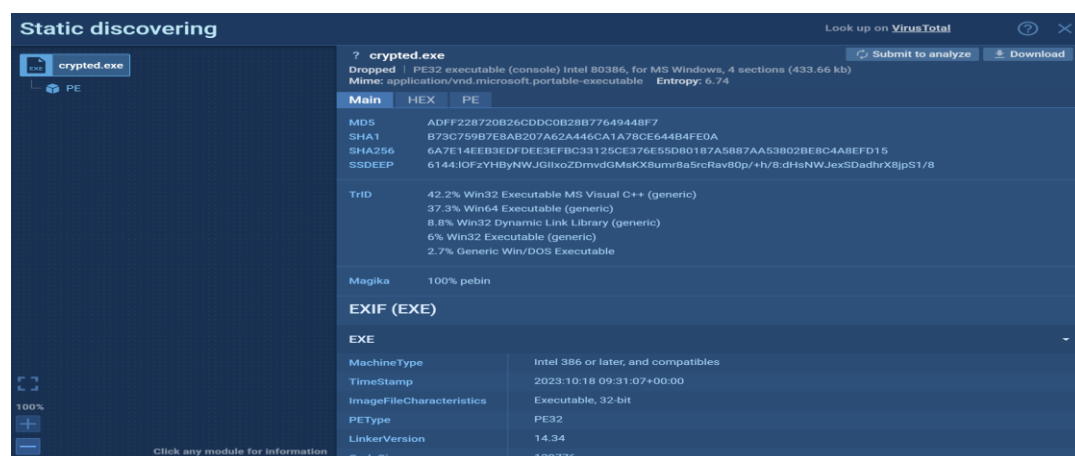 Static discovering
Look up on VirusTotal
crypted.exe
PE
? crypted.exe
Submit to analyze
Download
Dropped | PE32 executable (console) Intel 80386, for MS Windows, 4 sections (433.66 kb)
Mime: application/vnd.microsoft.portable-executable Entropy: 6.74
Main HEX PE
MD5 ADFF228720B26CDDC0B28B77649448F7
SHA1 B73C759B7E8AB207A62A446CA1A78CE644B4FE0A
SHA256 6A7E14EEB3EDFDEE3EFBC33125CE376E55D80187A5887AA53802BE8C4A8EFD15
SSDEEP 6144:IOFzYHByNWJGIIxoZDmvdGMsKX8umr8a5rcRav80p/+h/8:dHsNWJexSDadhrX8jpS1/8
TrID 42.2% Win32 Executable MS Visual C++ (generic)
37.3% Win64 Executable (generic)
8.8% Win32 Dynamic Link Library (generic)
6% Win32 Executable (generic)
2.7% Generic Win/DOS Executable
Magika 100% pebin
EXIF (EXE)
EXE
MachineType Intel 386 or later, and compatibles
TimeStamp 2023:10:18 09:31:07+00:00
ImageFileCharacteristics Executable, 32-bit
PEType PE32
LinkerVersion 14.34
100%
Click any module for information